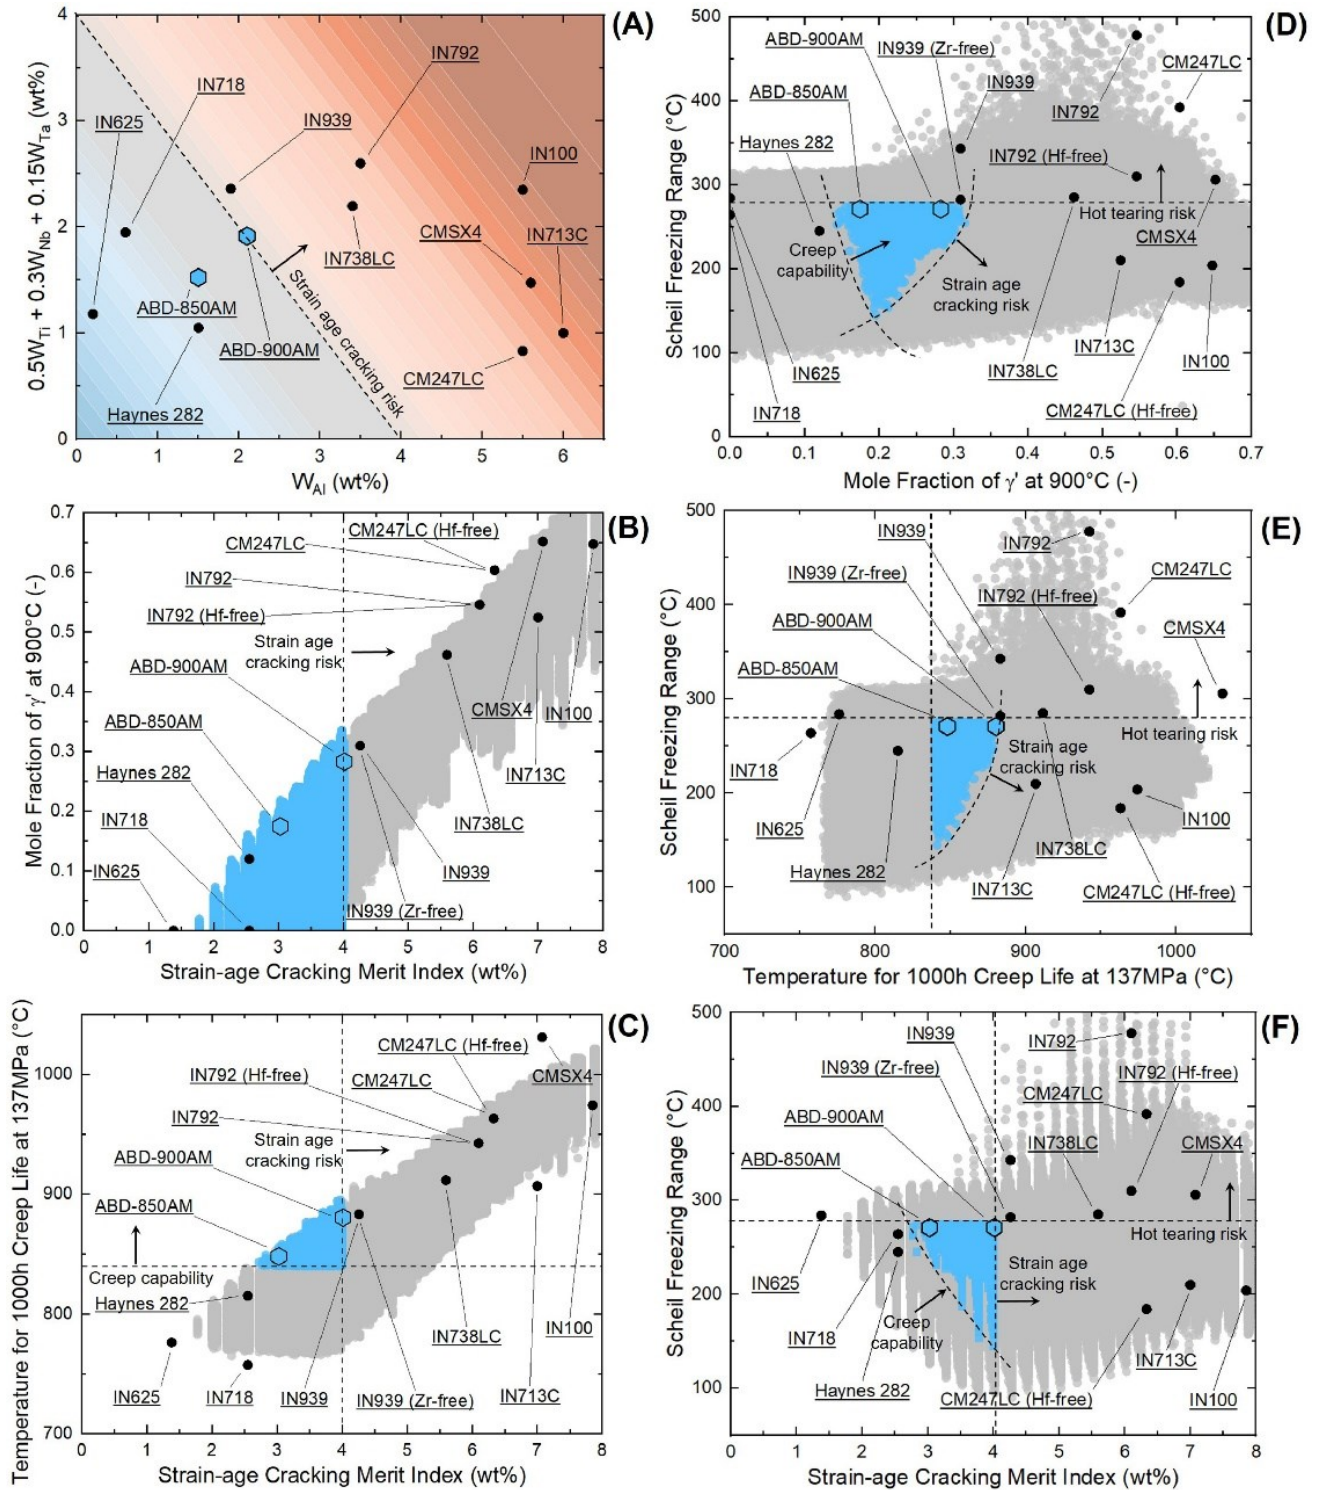 (A)
0.5W_Ti + 0.3W_Nb + 0.15W_Ta (wt%)
4
3
2
1
0
IN792
IN718
IN625
IN939
IN100
CMSX4
IN713C
IN738LC
ABD-850AM
ABD-900AM
Strain age cracking risk
CM247LC
Haynes 282
0 1 2 3 4 5 6
W_Al (wt%)
(B)
Mole Fraction of γ' at 900°C (-)
0.7
0.6
0.5
0.4
0.3
0.2
0.1
0.0
CM247LC (Hf-free)
CM247LC
IN792
IN792 (Hf-free)
Strain age
cracking risk
ABD-900AM
ABD-850AM
CMSX4
IN100
Haynes 282
IN713C
IN718
IN738LC
IN625
IN939
IN939 (Zr-free)
0 1 2 3 4 5 6 7 8
Strain-age Cracking Merit Index (wt%)
(C)
Temperature for 1000h Creep Life at 137MPa (°C)
1000
900
800
700
CM247LC (Hf-free)
IN792 (Hf-free)
CM247LC
CMSX4
IN792
Strain age
cracking risk
ABD-900AM
ABD-850AM
Creep capability
Haynes 282
IN738LC
IN100
IN625
IN718
IN939
IN939 (Zr-free)
IN713C
0 1 2 3 4 5 6 7 8
Strain-age Cracking Merit Index (wt%)
(D)
Scheil Freezing Range (°C)
500
400
300
200
100
0
ABD-900AM
IN939 (Zr-free)
CM247LC
ABD-850AM
IN939
IN792
Haynes 282
IN792 (Hf-free)
Hot tearing risk
CMSX4
Creep
capability
Strain age
cracking risk
IN713C
IN100
IN738LC
IN625
CM247LC (Hf-free)
IN718
0.0 0.1 0.2 0.3 0.4 0.5 0.6 0.7
Mole Fraction of γ' at 900°C (-)
(E)
Scheil Freezing Range (°C)
500
400
300
200
100
IN939
IN792
IN939 (Zr-free)
CM247LC
IN792 (Hf-free)
ABD-900AM
CMSX4
ABD-850AM
Hot tearing risk
Strain age
cracking risk
IN718
IN625
IN100
IN738LC
Haynes 282
IN713C
CM247LC (Hf-free)
700 800 900 1000
Temperature for 1000h Creep Life at 137MPa (°C)
(F)
Scheil Freezing Range (°C)
500
400
300
200
100
IN939
IN792
IN939 (Zr-free)
IN792 (Hf-free)
CM247LC
ABD-900AM
IN738LC
CMSX4
ABD-850AM
Hot tearing risk
IN625
Strain age
cracking risk
Creep
capability
IN718
IN713C
Haynes 282
CM247LC (Hf-free)
IN100
0 1 2 3 4 5 6 7 8
Strain-age Cracking Merit Index (wt%)